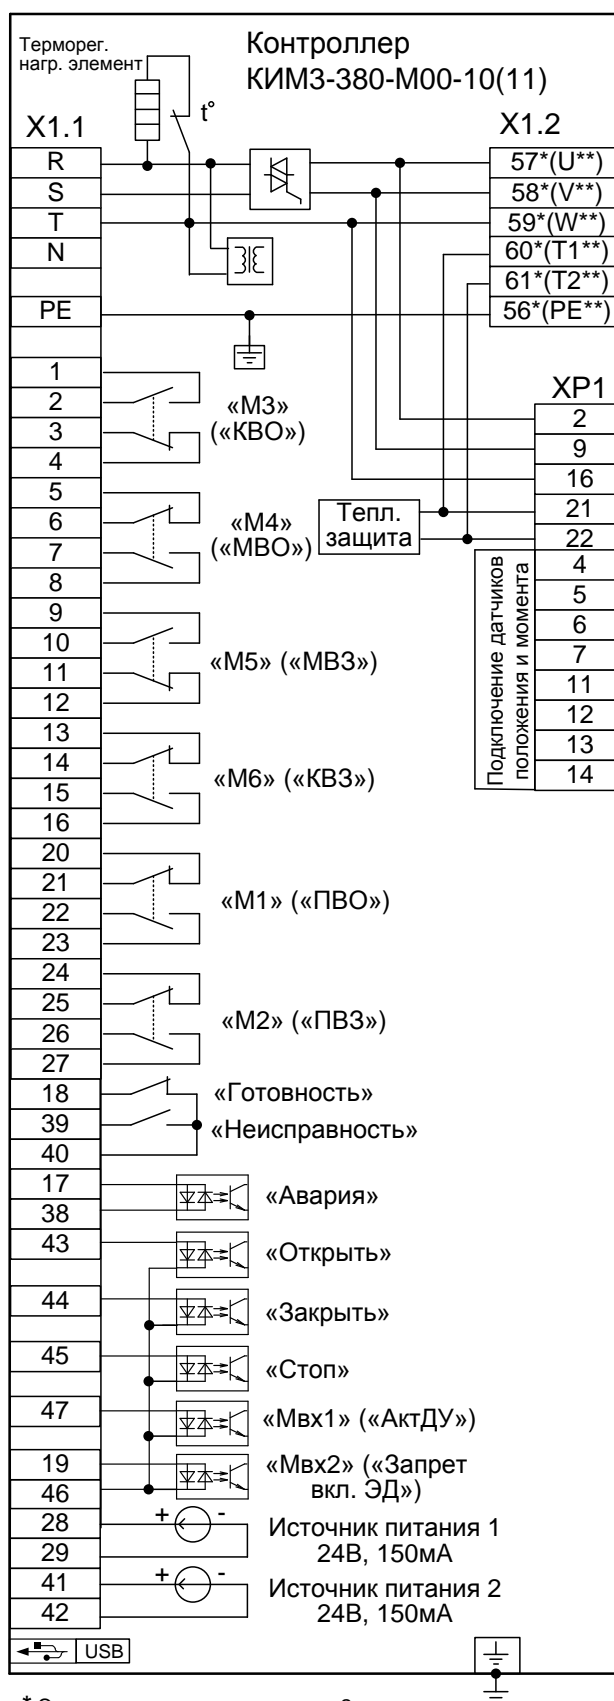 Терморег.
нагр. элемент
Контроллер
КИМ3-380-М00-10(11)
t°
X1.1
R
S
T
N
PE
1
2
3
4
5
6
7
8
9
10
11
12
13
14
15
16
20
21
22
23
24
25
26
27
18
39
40
17
38
43
44
45
47
19
46
28
29
41
42
X1.2
57*(U**)
58*(V**)
59*(W**)
60*(T1**)
61*(T2**)
56*(PE**)
XP1
2
9
16
21
22
4
5
6
7
11
12
13
14
Тепл.
защита
Подключение датчиков
положения и момента
«М3»
(«КВО»)
«М4»
(«МВО»)
«М5» («МВЗ»)
«М6» («КВЗ»)
«М1» («ПВО»)
«М2» («ПВЗ»)
«Готовность»
«Неисправность»
«Авария»
«Открыть»
«Закрыть»
«Стоп»
«Мвх1» («АктДУ»)
«Мвх2» («Запрет
вкл. ЭД»)
+ -
Источник питания 1
24В, 150мА
+ -
Источник питания 2
24В, 150мА
USB